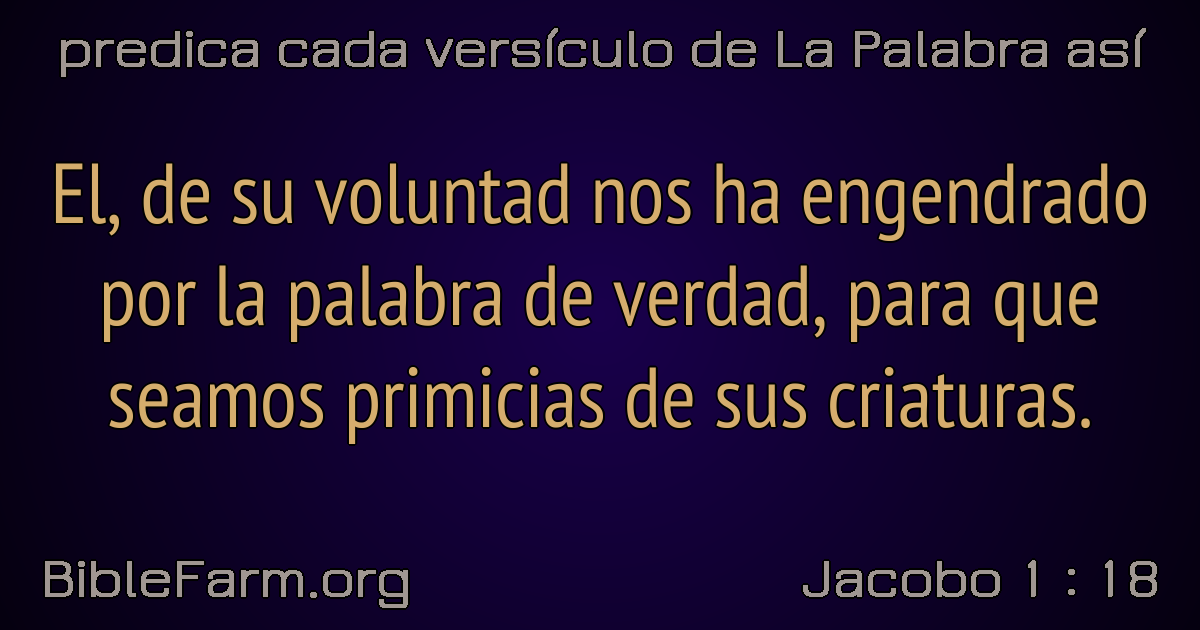 predica cada versículo de La Palabra así
El, de su voluntad nos ha engendrado
por la palabra de verdad, para que
seamos primicias de sus criaturas.
BibleFarm.org
Jacobo 1 : 18